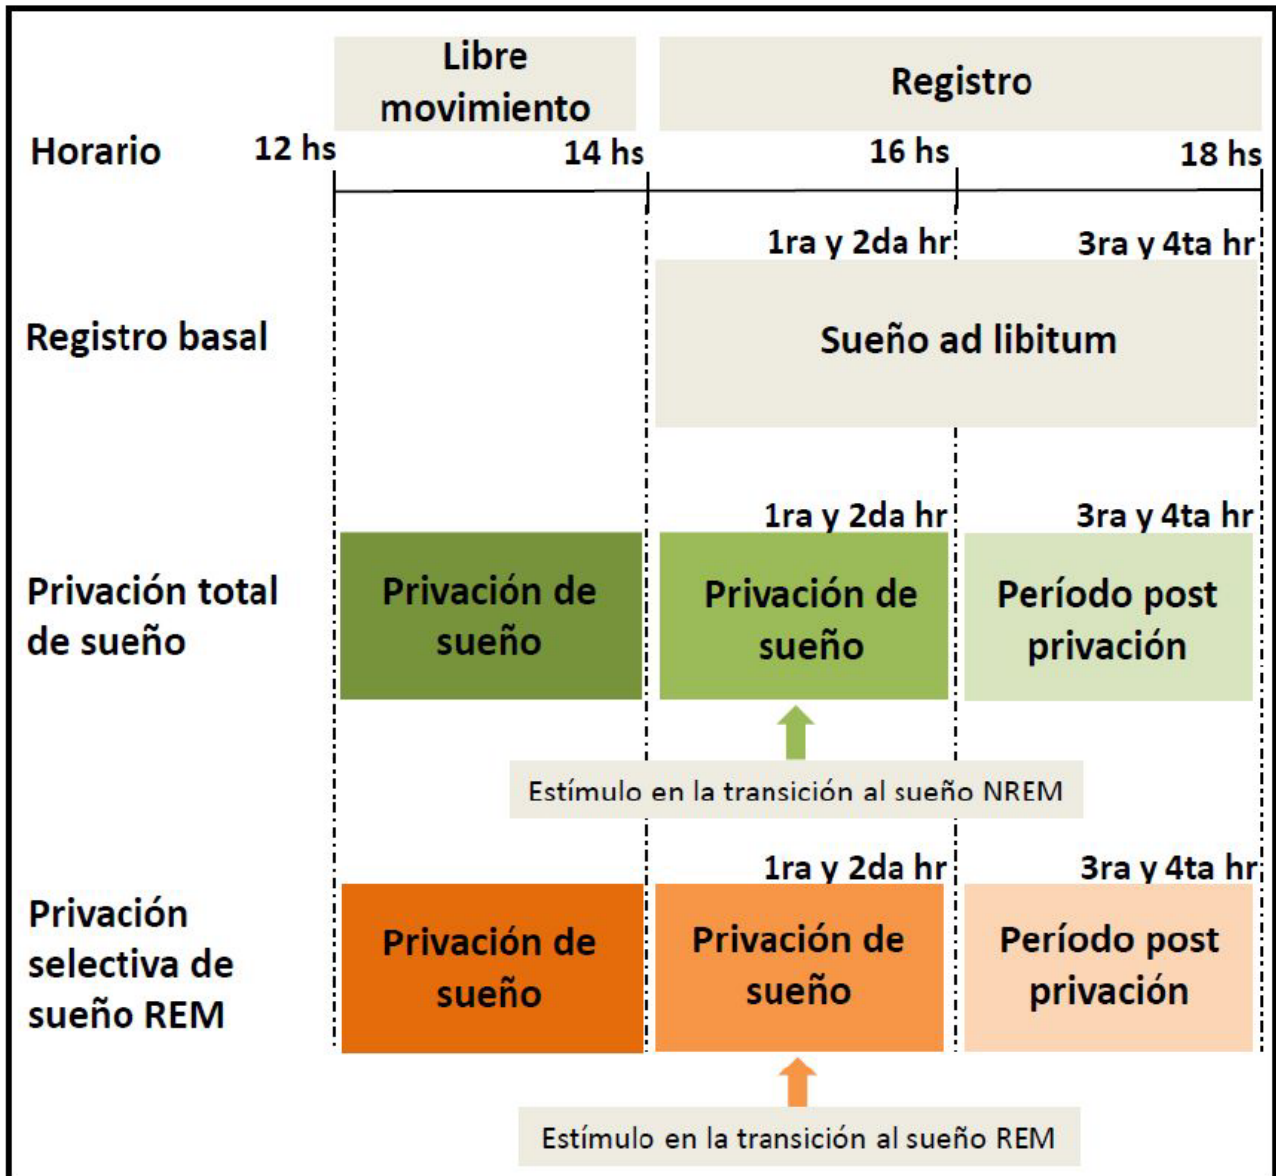 Libre
movimiento
Registro
Horario
12 hs
14 hs
16 hs
18 hs
1ra y 2da hr
3ra y 4ta hr
Registro basal
Sueño ad libitum
1ra y 2da hr
3ra y 4ta hr
Privación total
de sueño
Privación de
sueño
Privación de
sueño
Período post
privación
Estímulo en la transición al sueño NREM
1ra y 2da hr
3ra y 4ta hr
Privación
selectiva de
sueño REM
Privación de
sueño
Privación de
sueño
Período post
privación
Estímulo en la transición al sueño REM